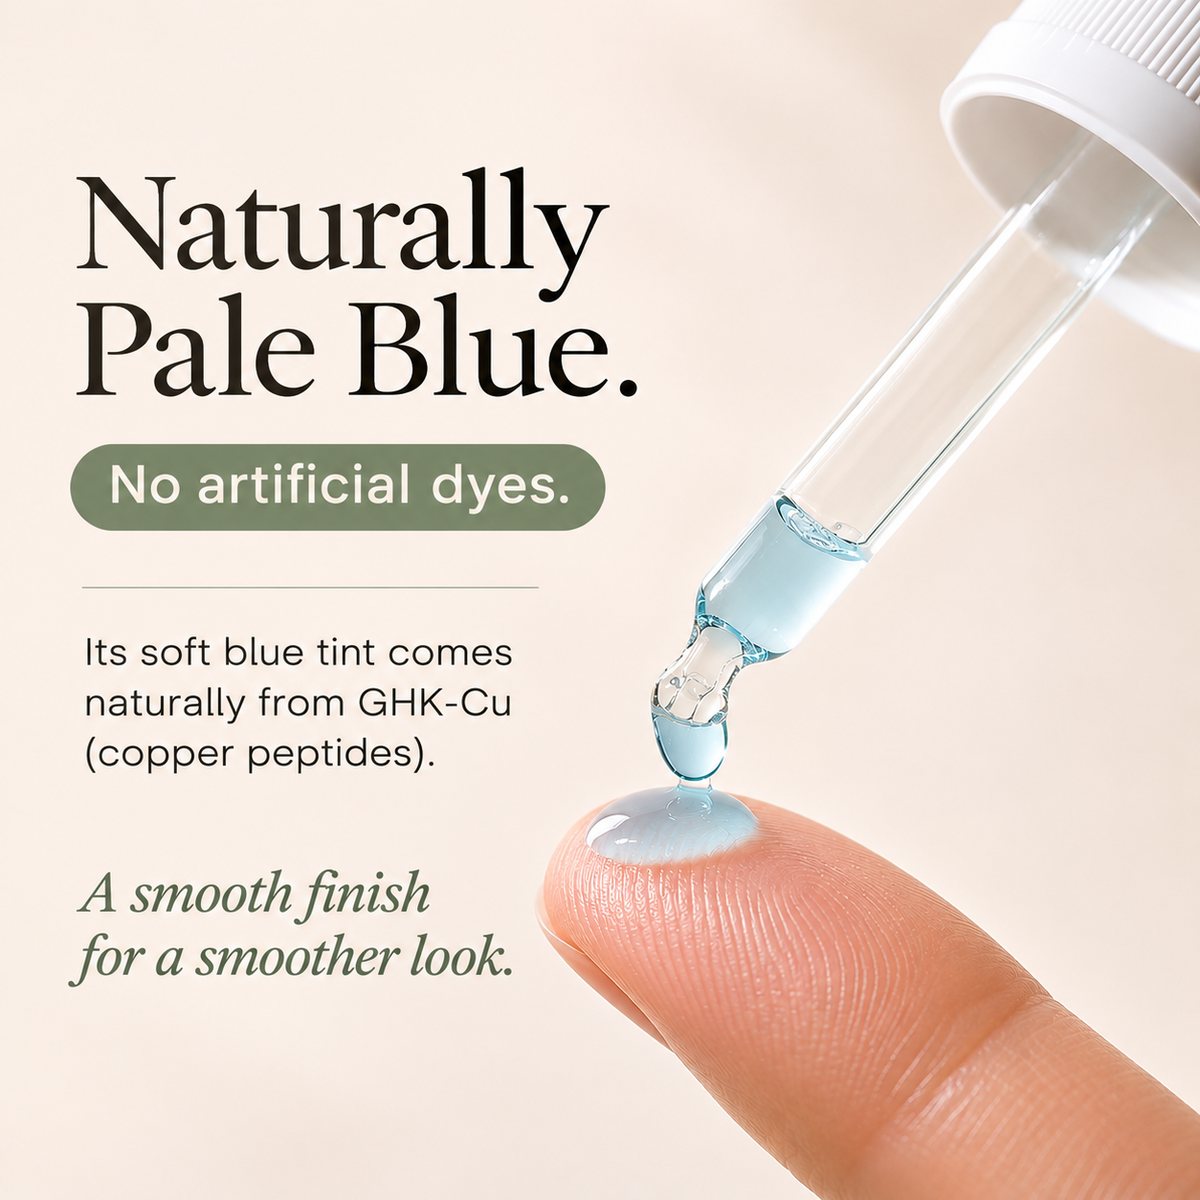 Naturally
Pale Blue.
No artificial dyes.
Its soft blue tint comes
naturally from GHK-Cu
(copper peptides).
A smooth finish
for a smoother look.